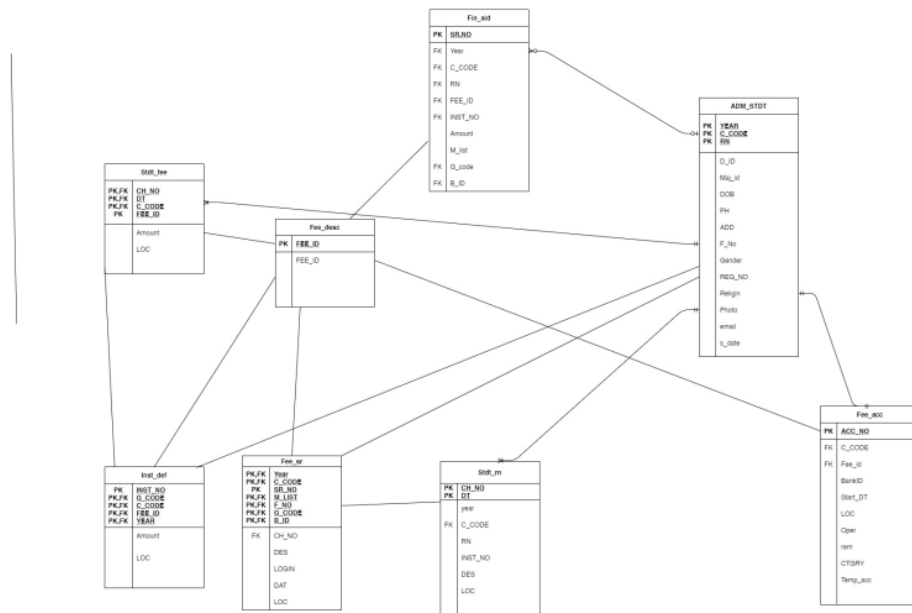 Fin_aid
PK SR.NO
FK Year
FK C_CODE
FK RN
FK FEE_ID
FK INST_NO
Amount
M_list
FK G_code
FK B_ID
ADM_STDT
PK YEAR
PK C_CODE
PK RN
D_ID
Maj_id
DOB
PH
ADD
F_No
Gender
REG_NO
Religin
Photo
email
s_date
Stdt_fee
PK,FK CH_NO
PK,FK DT
PK,FK C_CODE
PK FEE_ID
Amount
LOC
Fee_desc
PK FEE_ID
FEE_ID
Fee_acc
PK ACC_NO
FK C_CODE
FK Fee_id
BankID
Start_DT
LOC
Oper
rem
CTGRY
Temp_acc
Inst_def
PK INST_NO
PK,FK G_CODE
PK,FK C_CODE
PK,FK FEE_ID
PK,FK YEAR
Amount
LOC
Fee_sr
PK,FK Year
PK,FK C_CODE
PK SR_NO
PK,FK M_LIST
PK,FK F_NO
PK,FK G_CODE
PK,FK B_ID
FK CH_NO
DES
LOGIN
DAT
LOC
Stdt_m
PK CH_NO
PK DT
year
FK C_CODE
RN
INST_NO
DES
LOC